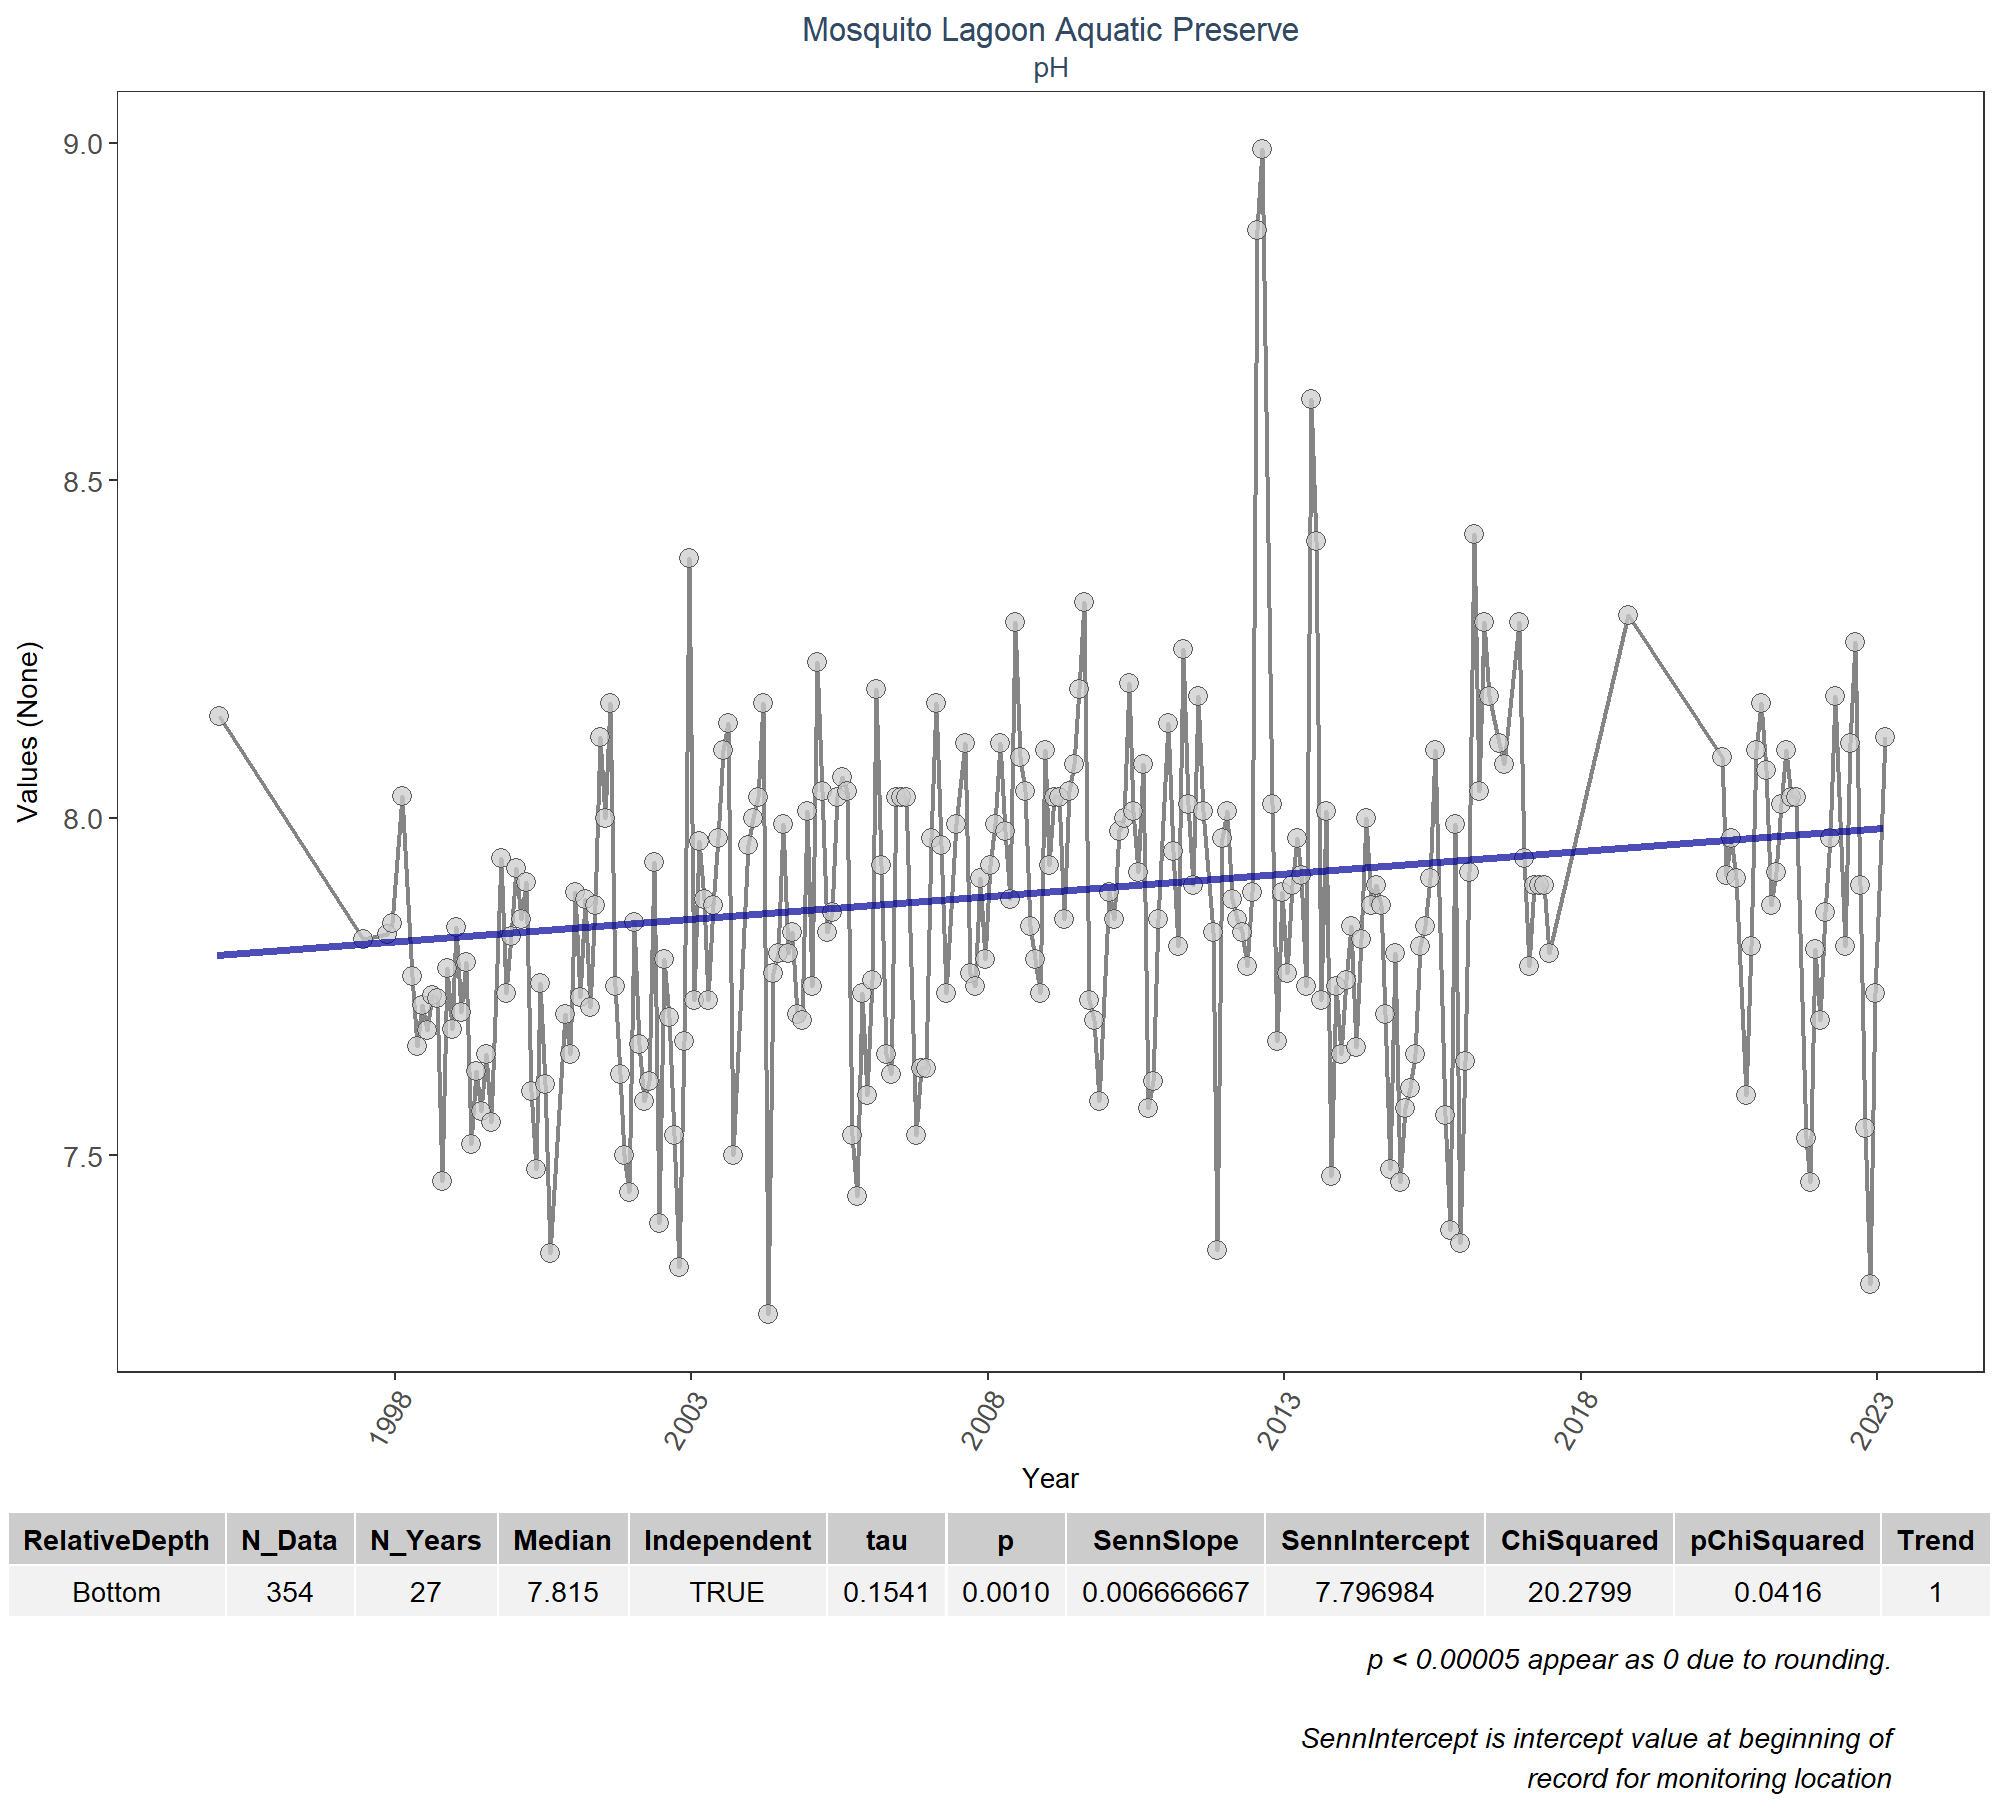 Mosquito Lagoon Aquatic Preserve
pH
9.0
8.5
8.0
7.5
Values (None)
1998
2003
2008
2013
2018
2023
Year
RelativeDepth N_Data N_Years Median Independent tau p SennSlope SennIntercept ChiSquared pChiSquared Trend
Bottom 354 27 7.815 TRUE 0.1541 0.0010 0.006666667 7.796984 20.2799 0.0416 1
p < 0.00005 appear as 0 due to rounding.
SennIntercept is intercept value at beginning of
record for monitoring location